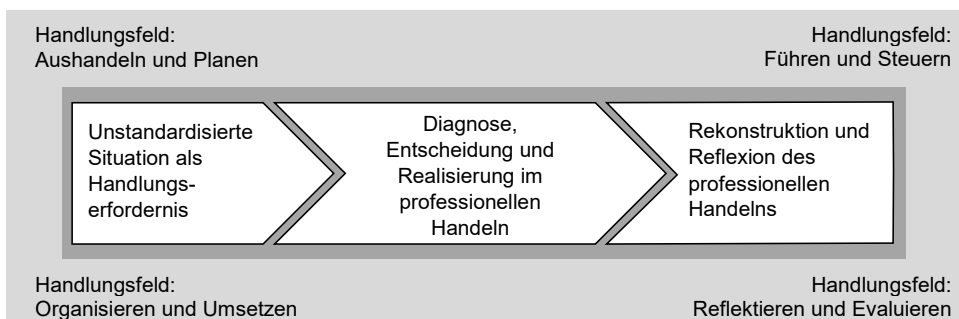 Handlungsfeld:
Aushandeln und Planen
Handlungsfeld:
Führen und Steuern
Unstandardisierte
Situation als
Handlungs-
erfordernis
Diagnose,
Entscheidung und
Realisierung im
professionellen
Handeln
Rekonstruktion und
Reflexion des
professionellen
Handelns
Handlungsfeld:
Organisieren und Umsetzen
Handlungsfeld:
Reflektieren und Evaluieren